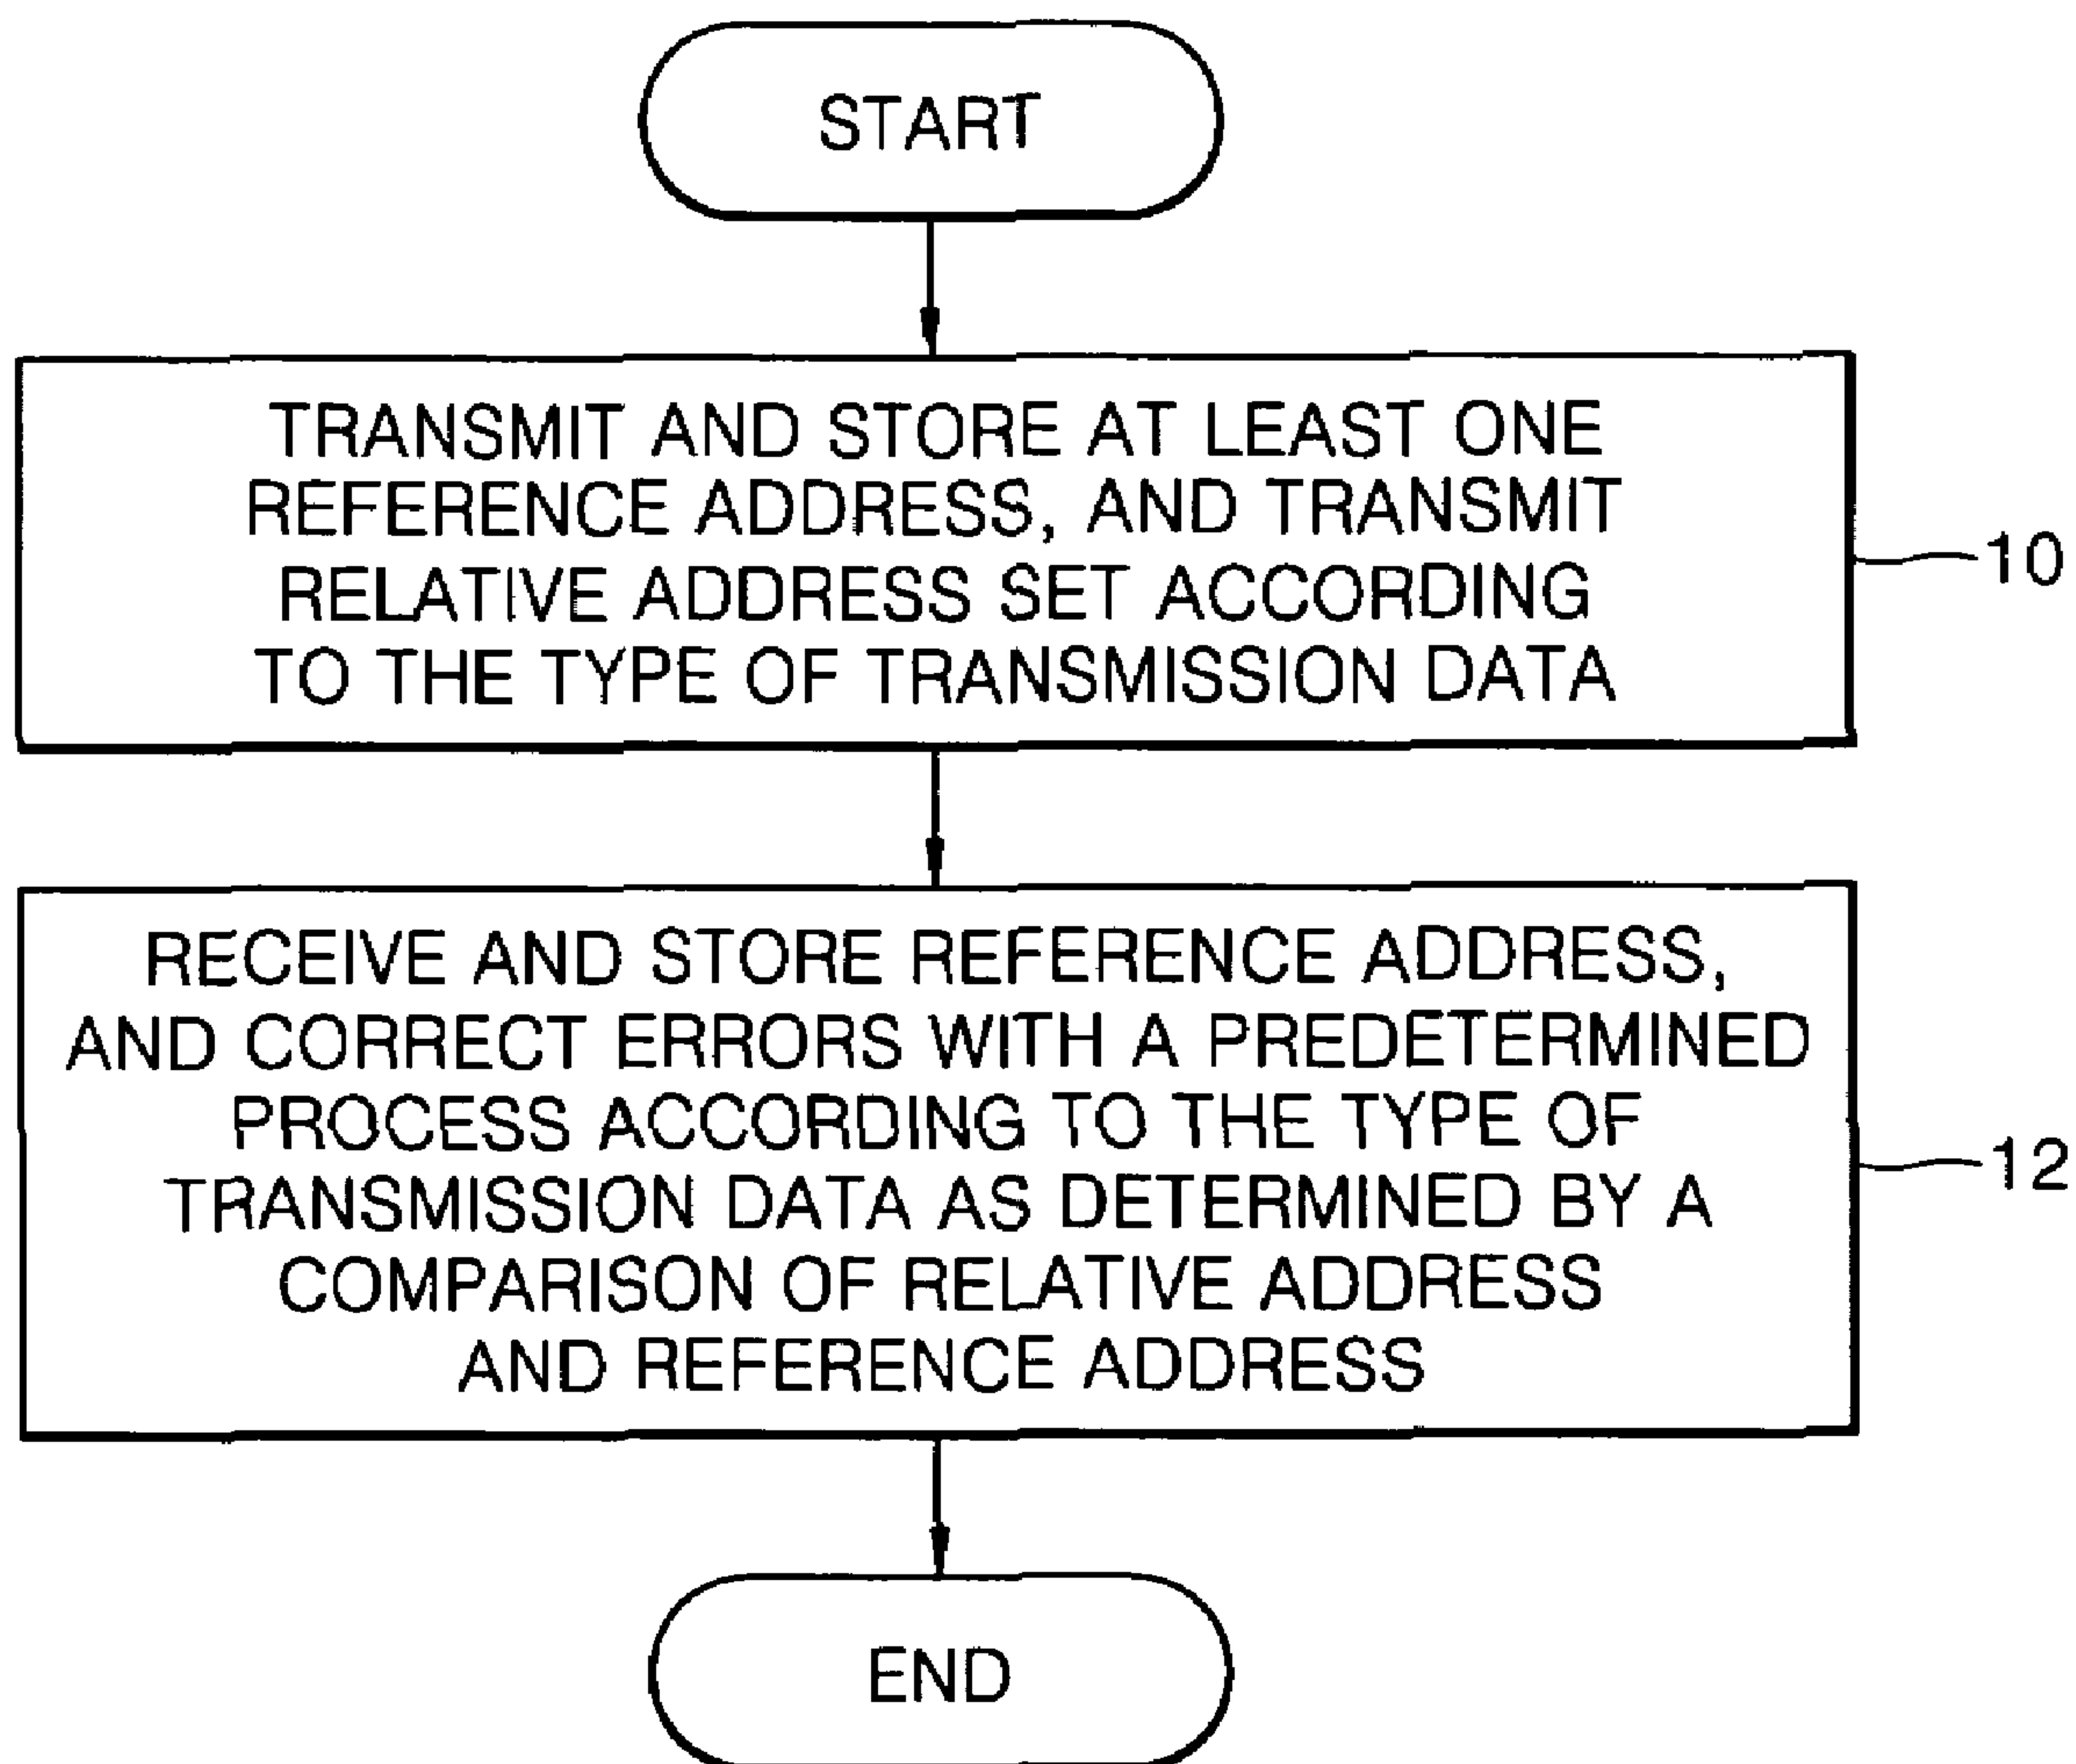 START
TRANSMIT AND STORE AT LEAST ONE
REFERENCE ADDRESS, AND TRANSMIT
RELATIVE ADDRESS SET ACCORDING
TO THE TYPE OF TRANSMISSION DATA
10
RECEIVE AND STORE REFERENCE ADDRESS,
AND CORRECT ERRORS WITH A PREDETERMINED
PROCESS ACCORDING TO THE TYPE OF
TRANSMISSION DATA AS DETERMINED BY A
COMPARISON OF RELATIVE ADDRESS
AND REFERENCE ADDRESS
12
END